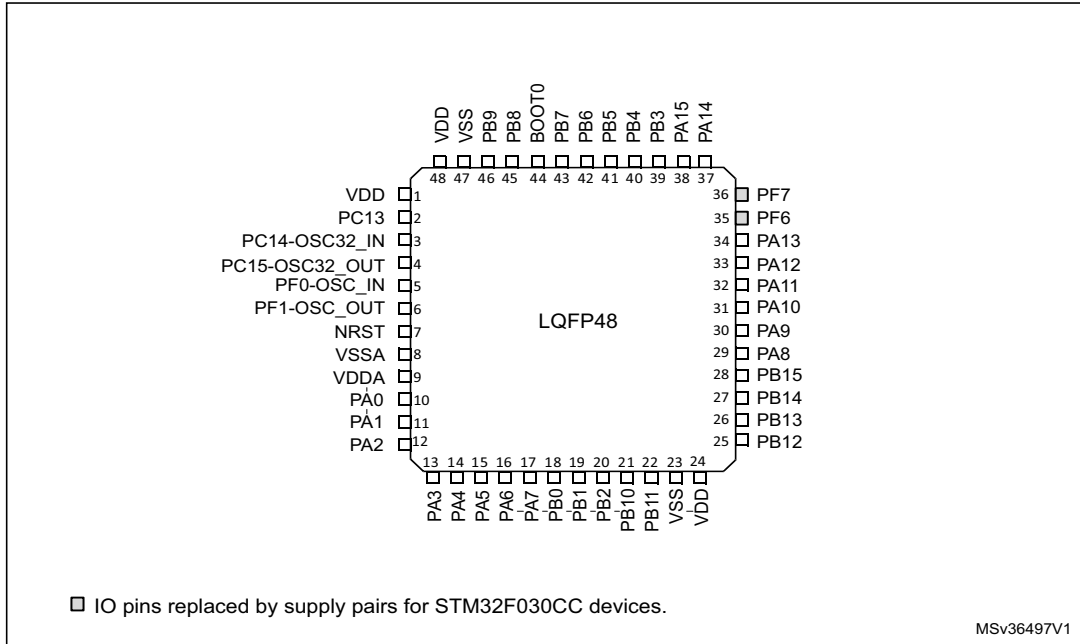 VDD
VSS
PB9
PB8
BOOT0
PB7
PB6
PB5
PB4
PB3
PA15
PA14
48 47 46 45 44 43 42 41 40 39 38 37
VDD 1
PC13 2
PC14-OSC32_IN 3
PC15-OSC32_OUT 4
PF0-OSC_IN 5
PF1-OSC_OUT 6
NRST 7
VSSA 8
VDDA 9
PA0 10
PA1 11
PA2 12
LQFP48
36 PF7
35 PF6
34 PA13
33 PA12
32 PA11
31 PA10
30 PA9
29 PA8
28 PB15
27 PB14
26 PB13
25 PB12
13 14 15 16 17 18 19 20 21 22 23 24
PA3
PA4
PA5
PA6
PA7
PB0
PB1
PB2
PB10
PB11
VSS
VDD
IO pins replaced by supply pairs for STM32F030CC devices.
MSv36497V1